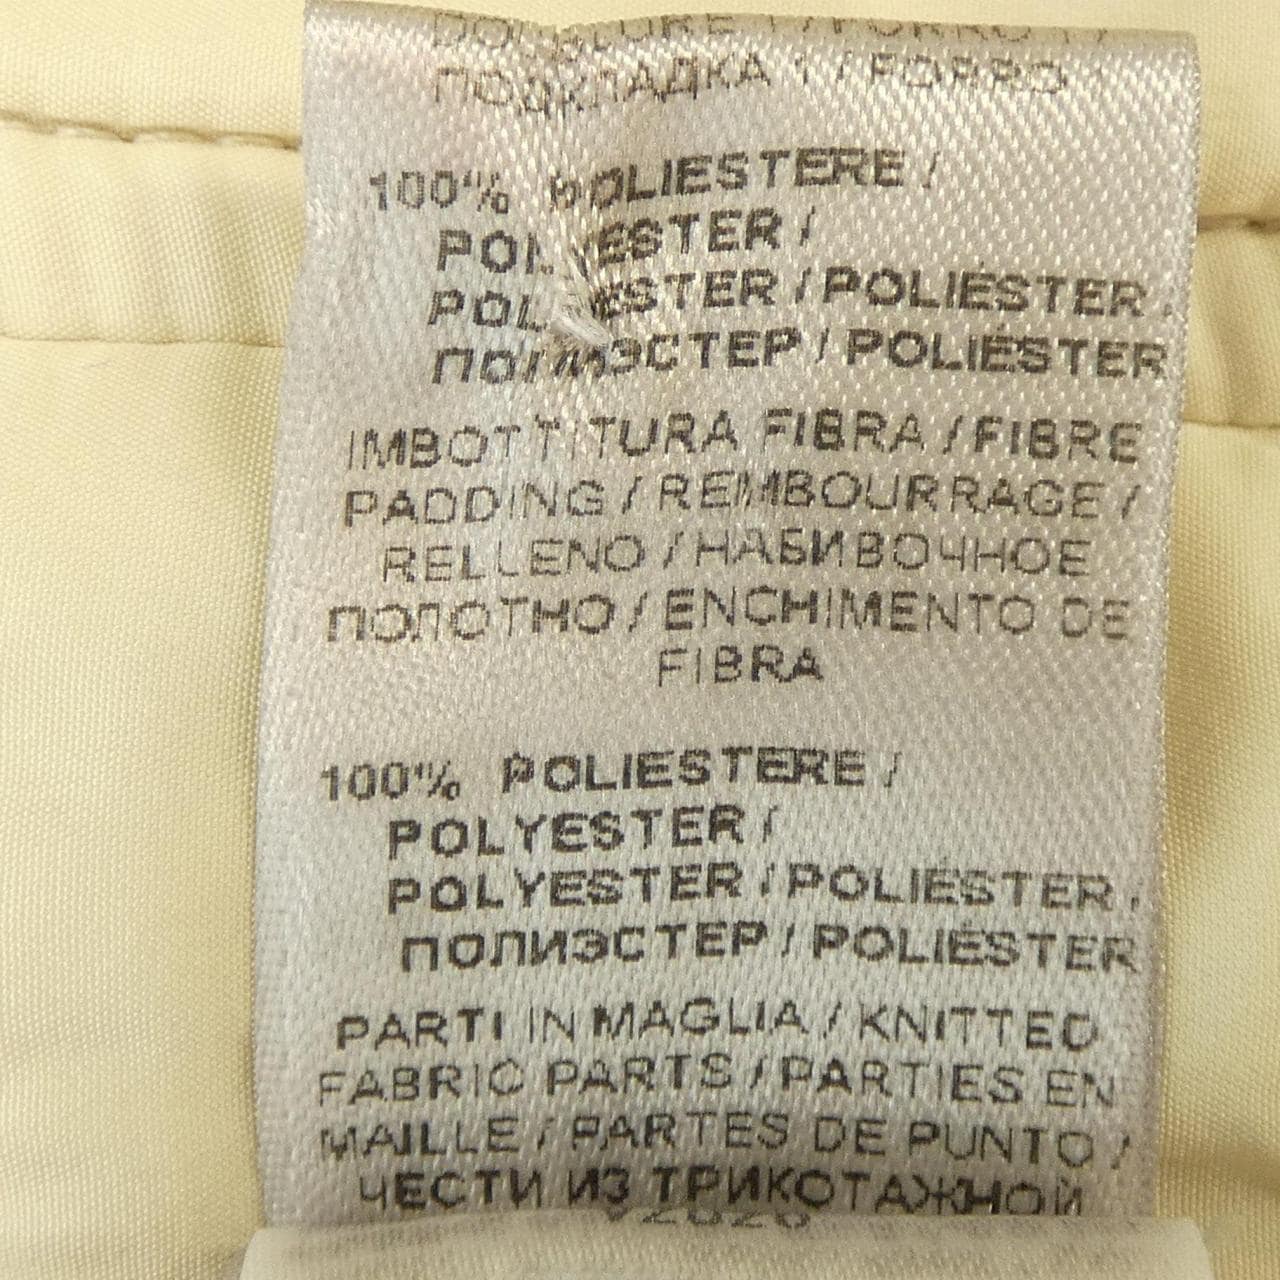 ПОДКЛАДКА 1 / FORRO
100% POLIESTERE /
POLYESTER /
POLYESTER / POLIÉSTER
ПОЛИЭСТЕР / POLIÉSTER
IMBOTTITURA FIBRA / FIBRE
PADDING / REMBOURRAGE /
RELLENO / НАБИВОЧНОЕ
ПОЛОТНО / ENCHIMENTO DE
FIBRA
100% POLIESTERE /
POLYESTER /
POLYESTER / POLIÉSTER
ПОЛИЭСТЕР / POLIÉSTER
PARTI IN MAGLIA / KNITTED
FABRIC PARTS / PARTIES EN
MAILLE / PARTES DE PUNTO /
ЧЕСТИ ИЗ ТРИКОТАЖНОЙ